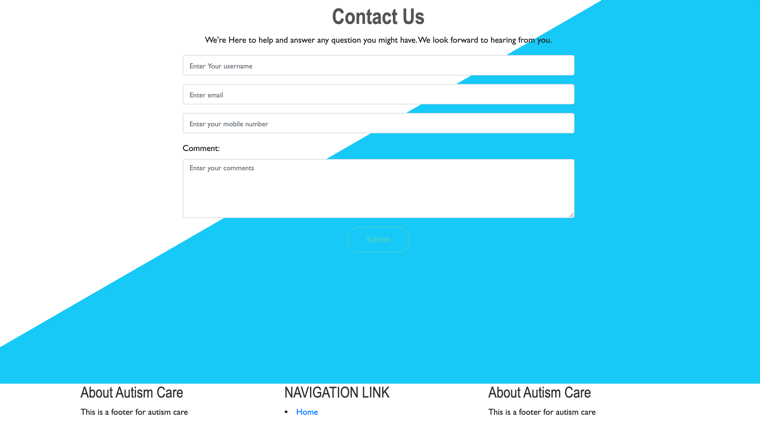 Contact Us
We're Here to help and answer any question you might have.We look forward to hearing from you.
Enter Your username
Enter email
Enter your mobile number
Comment:
Enter your comments
Submit
About Autism Care
This is a footer for autism care
NAVIGATION LINK
• Home
About Autism Care
This is a footer for autism care